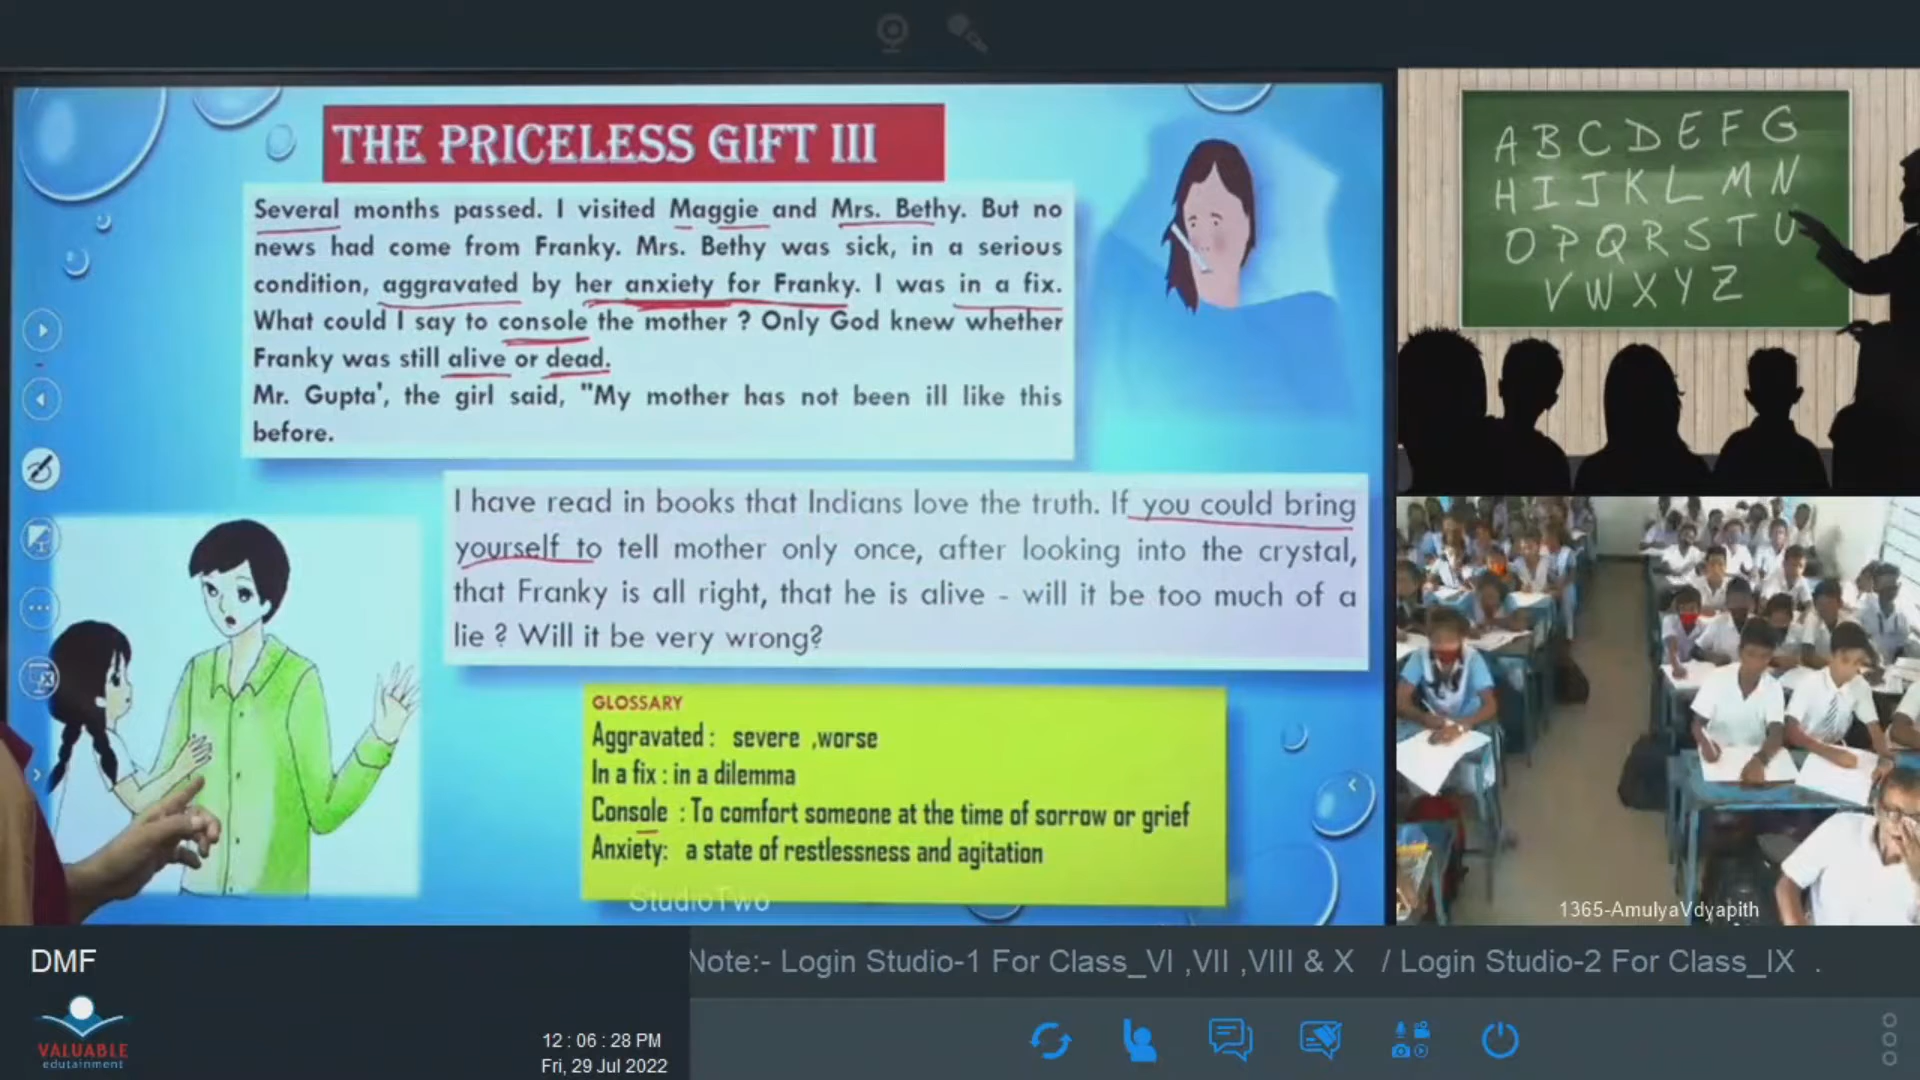 THE PRICELESS GIFT III
Several months passed. I visited Maggie and Mrs. Bethy. But no
news had come from Franky. Mrs. Bethy was sick, in a serious
condition, aggravated by her anxiety for Franky. I was in a fix.
What could I say to console the mother ? Only God knew whether
Franky was still alive or dead.
Mr. Gupta', the girl said, "My mother has not been ill like this
before.
I have read in books that Indians love the truth. If you could bring
yourself to tell mother only once, after looking into the crystal,
that Franky is all right, that he is alive - will it be too much of a
lie ? Will it be very wrong?
GLOSSARY
Aggravated : severe ,worse
In a fix : in a dilemma
Console : To comfort someone at the time of sorrow or grief
Anxiety: a state of restlessness and agitation
StudioTwo
A B C D E F G
H I J K L M N
O P Q R S T U
V W X Y Z
1365-AmulyaVdyapith
DMF
Note:- Login Studio-1 For Class_VI ,VII ,VIII & X / Login Studio-2 For Class_IX .
VALUABLE
edutainment
12 : 06 : 28 PM
Fri, 29 Jul 2022